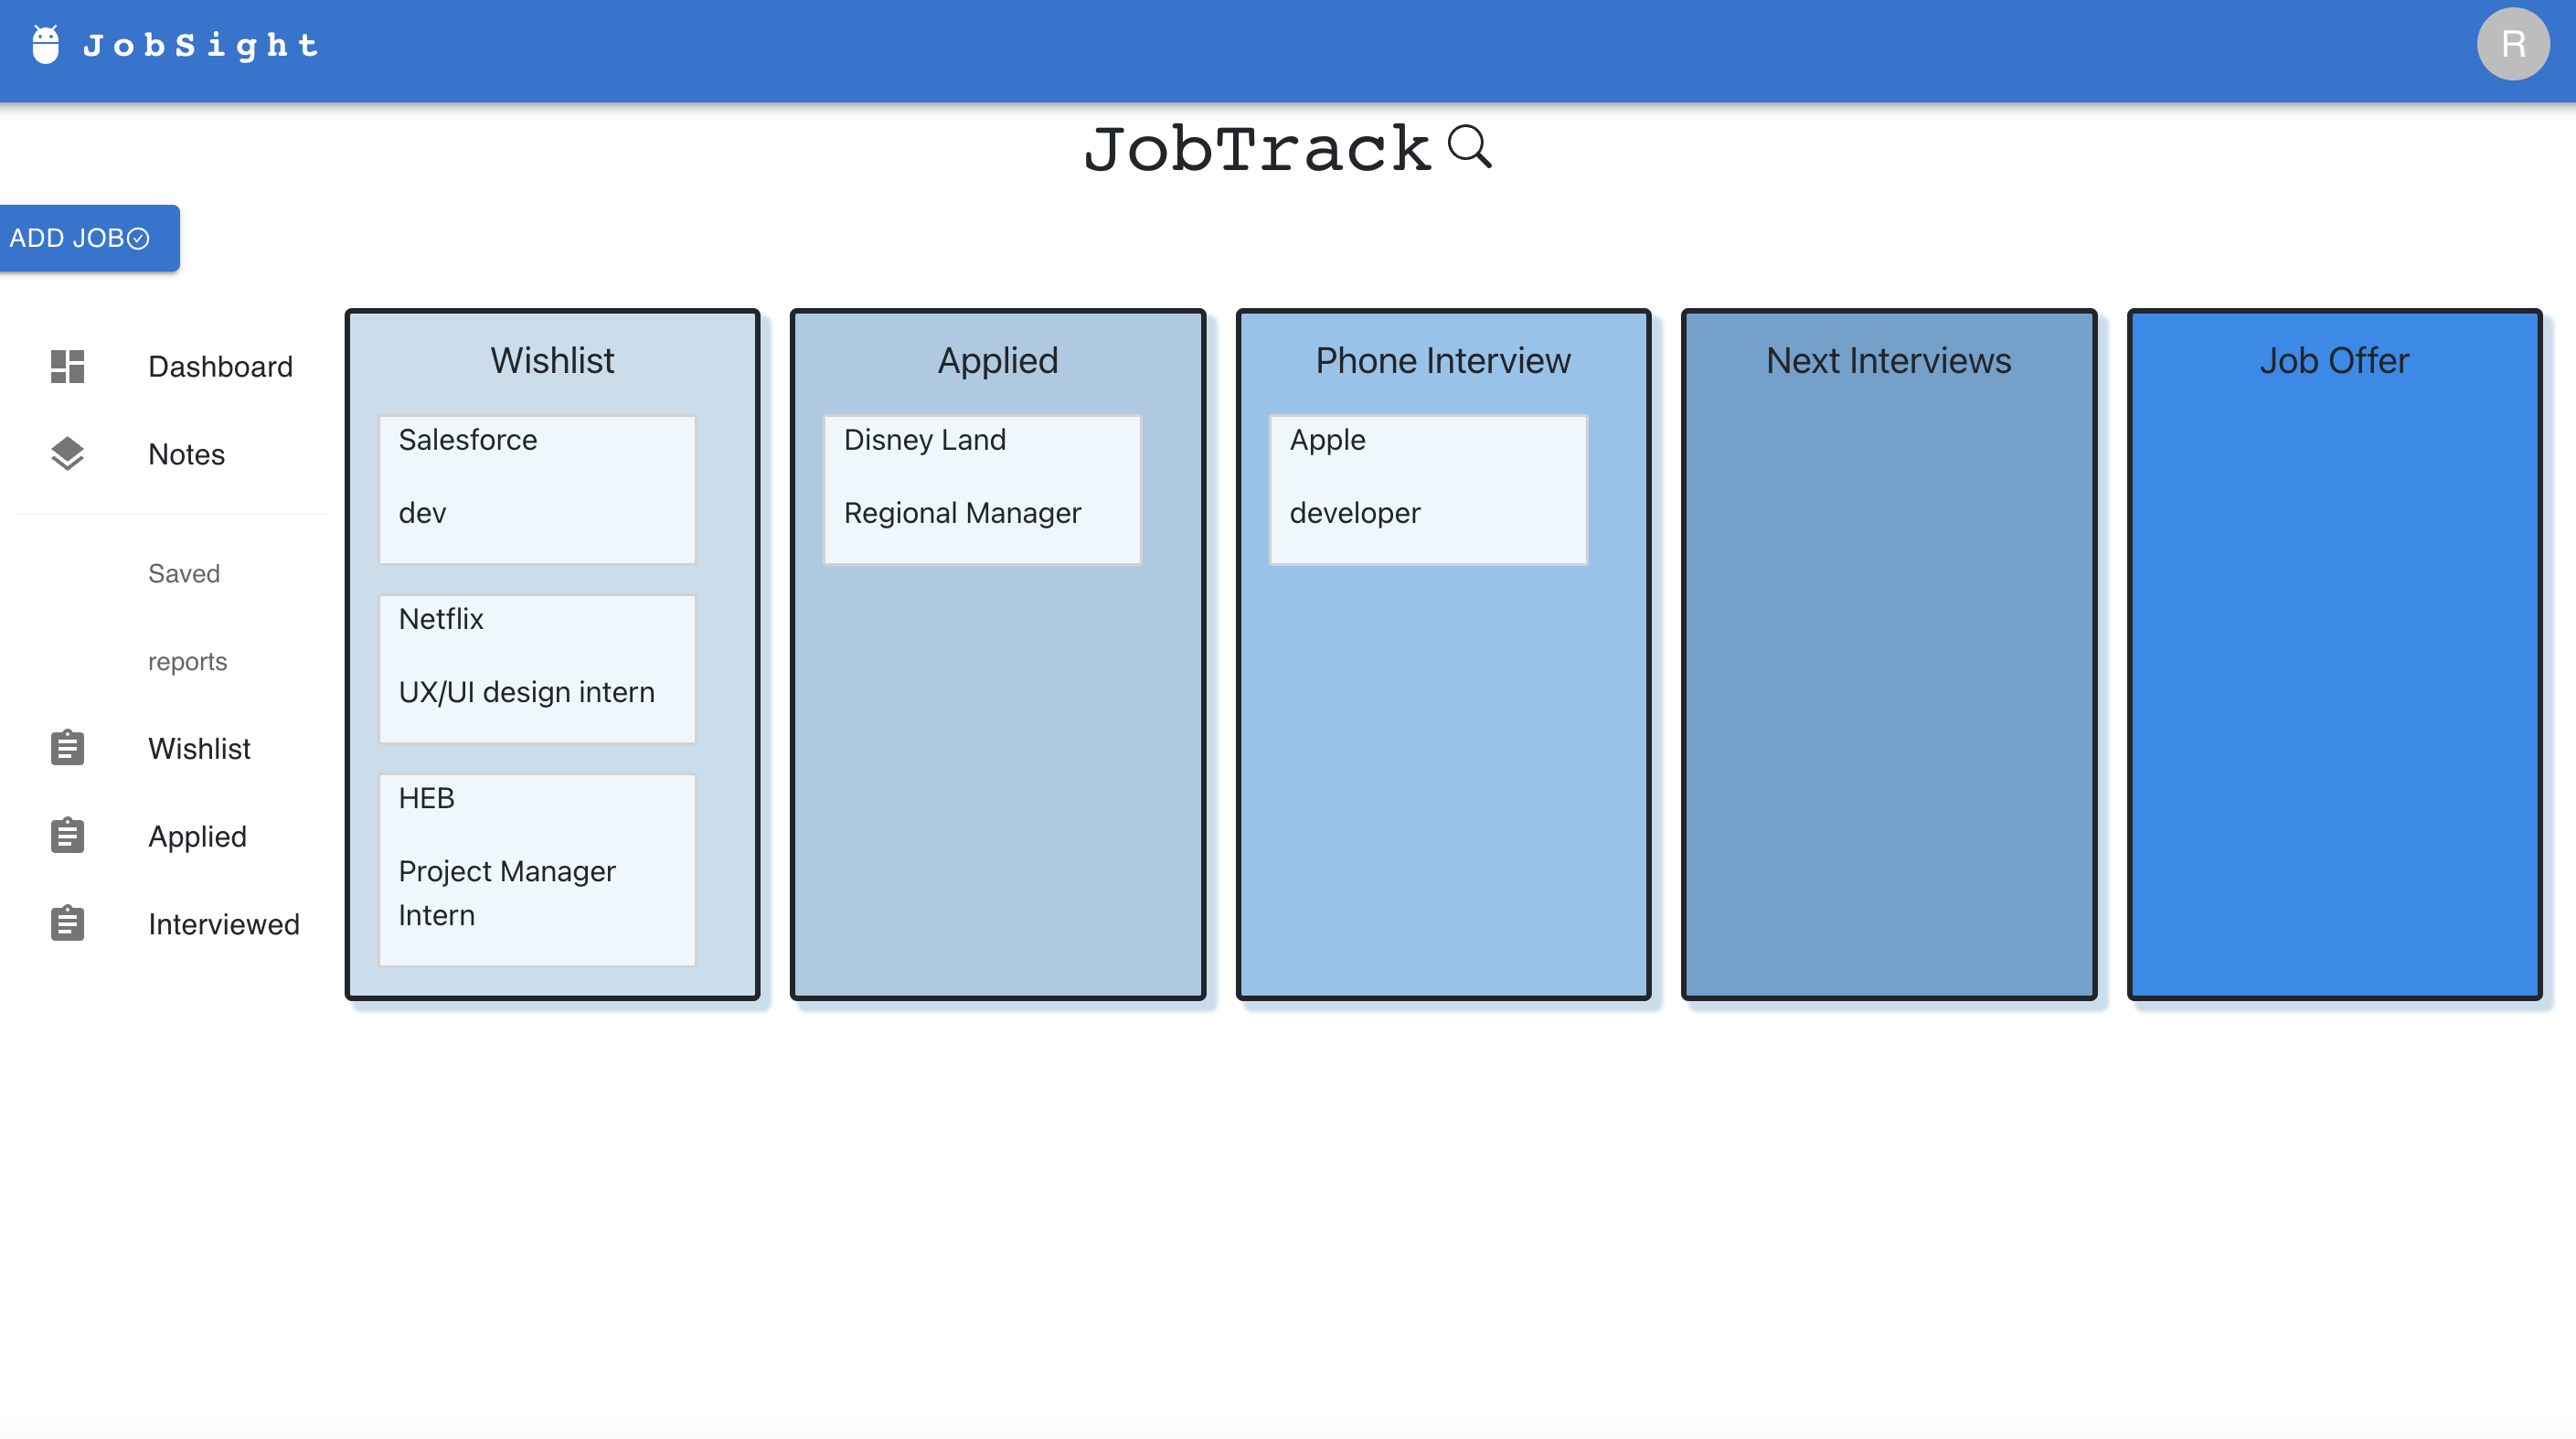 JobSight
R
JobTrack
ADD JOB
Dashboard
Notes
Saved
reports
Wishlist
Applied
Interviewed
Wishlist
Salesforce
dev
Netflix
UX/UI design intern
HEB
Project Manager
Intern
Applied
Disney Land
Regional Manager
Phone Interview
Apple
developer
Next Interviews
Job Offer